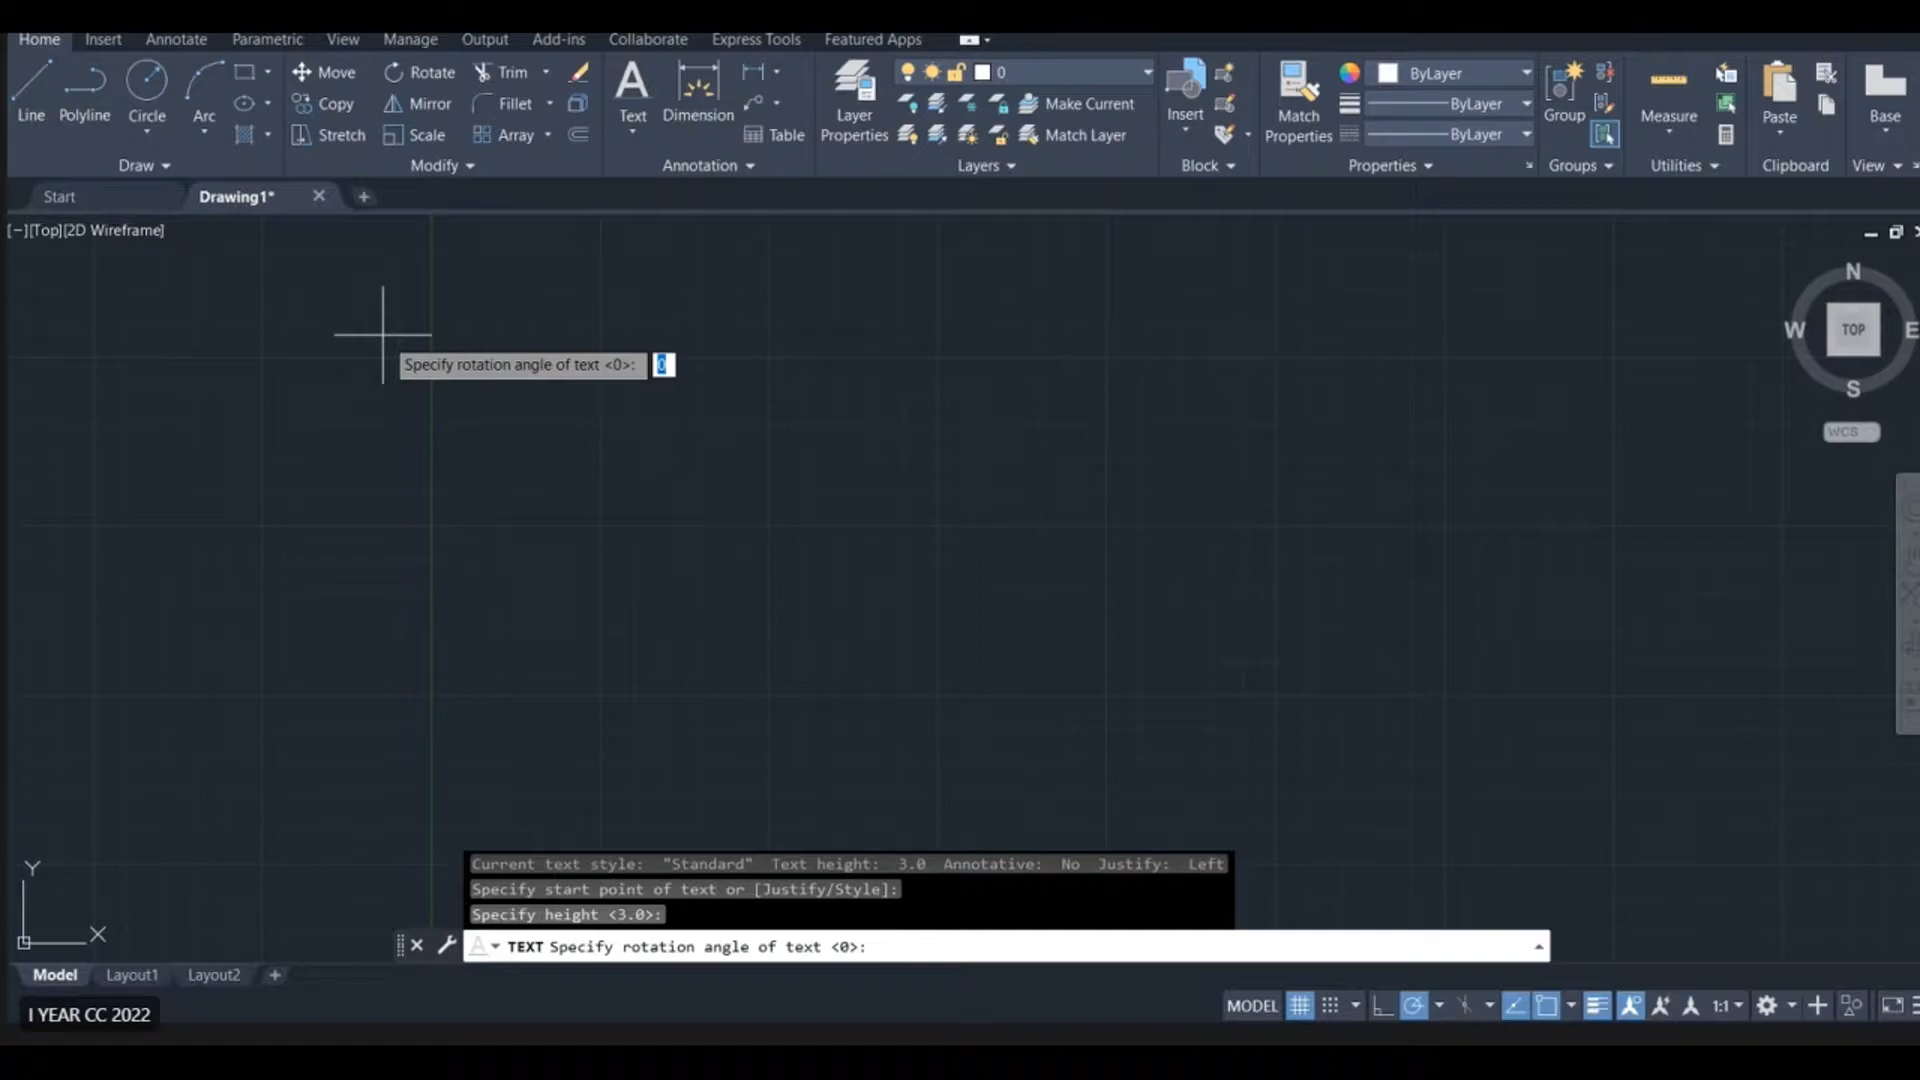 Home Insert Annotate Parametric View Manage Output Add-ins Collaborate Express Tools Featured Apps
Line Polyline Circle Arc
Move Rotate Trim
Copy Mirror Fillet
Stretch Scale Array
Text Dimension Table
Layer Properties
0
Make Current
Match Layer
Insert
Match Properties
ByLayer
ByLayer
ByLayer
Group
Measure
Paste
Base
Draw Modify Annotation Layers Block Properties Groups Utilities Clipboard View
Start Drawing1*
[−][Top][2D Wireframe]
N
W TOP E
S
WCS
Specify rotation angle of text <0>: 0
Current text style: "Standard" Text height: 3.0 Annotative: No Justify: Left
Specify start point of text or [Justify/Style]:
Specify height <3.0>:
TEXT Specify rotation angle of text <0>:
Y
X
Model Layout1 Layout2
MODEL 1:1
I YEAR CC 2022